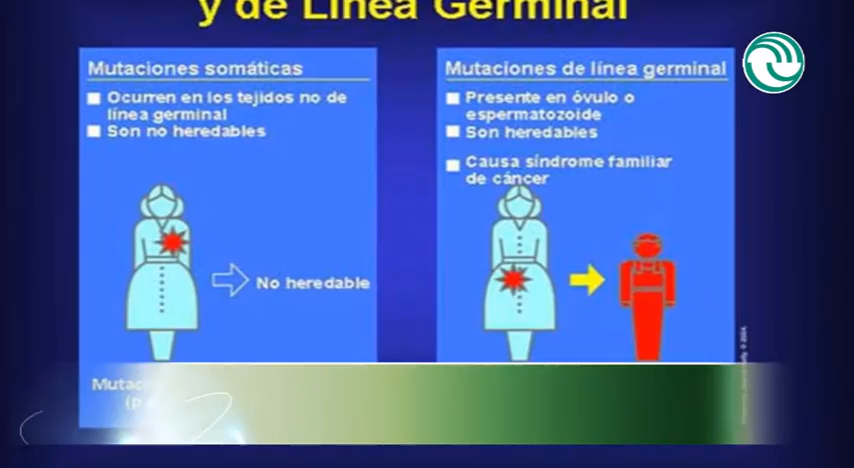 y de Línea Germinal
Mutaciones somáticas
Ocurren en los tejidos no de
línea germinal
Son no heredables
No heredable
Mutaciones de línea germinal
Presente en óvulo o
espermatozoide
Son heredables
Causa síndrome familiar
de cáncer